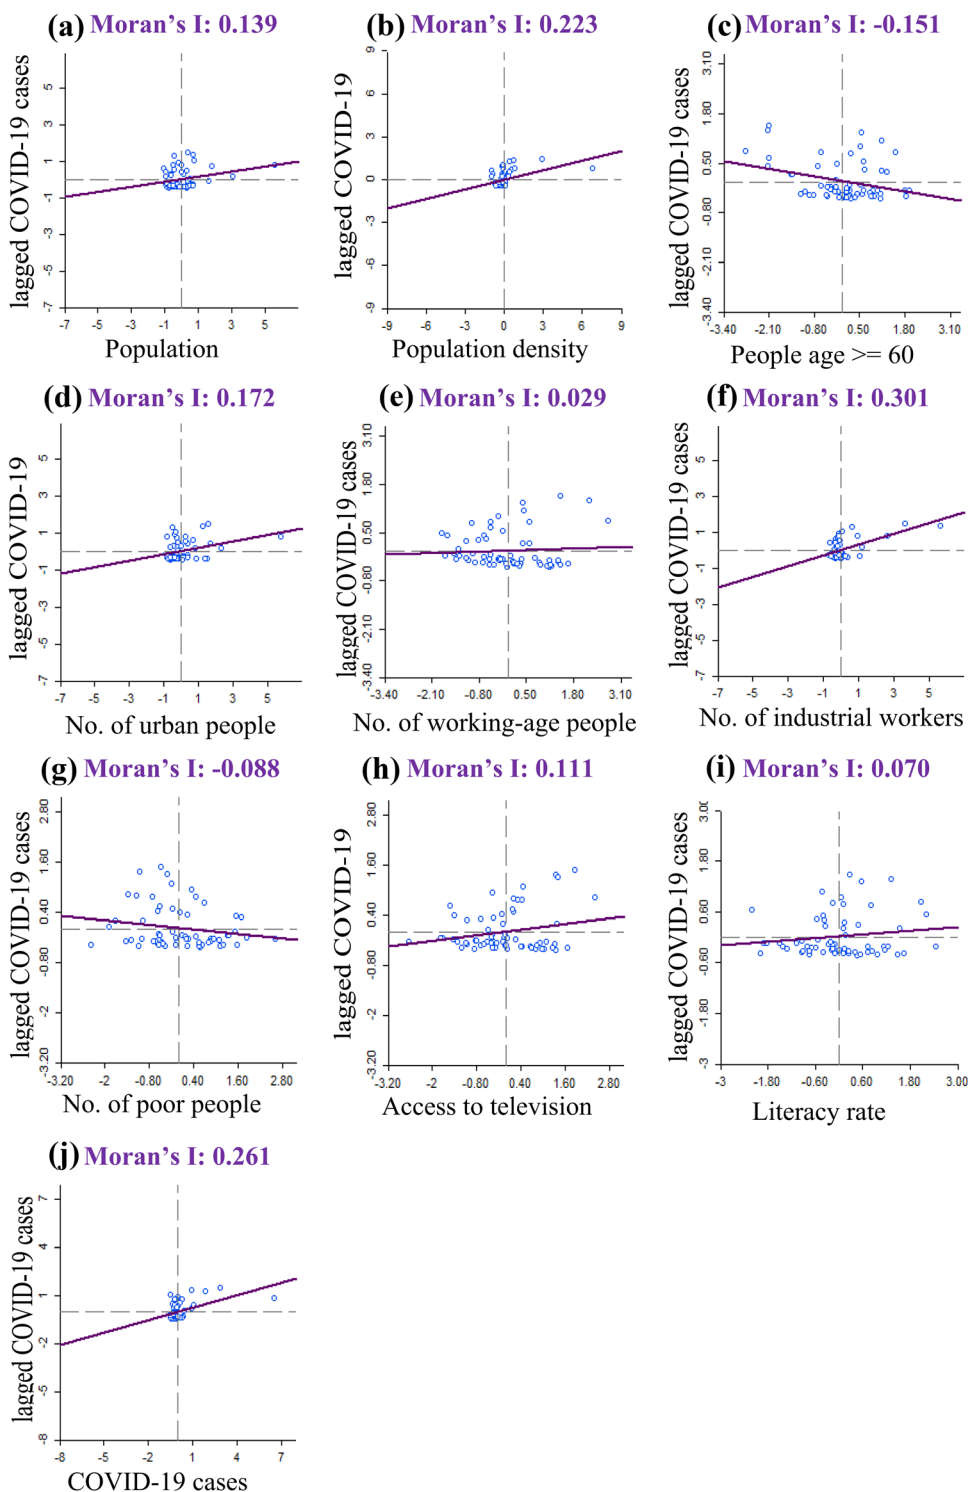 (a) Moran's I: 0.139
lagged COVID-19 cases
5
1
-1
-3
-5
-7
-7 -5 -3 -1 1 3 5
Population
(b) Moran's I: 0.223
lagged COVID-19
9
6
3
0
-3
-6
-9
-9 -6 -3 0 3 6 9
Population density
(c) Moran's I: -0.151
lagged COVID-19 cases
3.10
1.80
0.50
-0.80
-2.10
-3.40
-3.40 -2.10 -0.80 0.50 1.80 3.10
People age >= 60
(d) Moran's I: 0.172
lagged COVID-19
5
3
1
-1
-3
-5
-7
-7 -5 -3 -1 1 3 5
No. of urban people
(e) Moran's I: 0.029
lagged COVID-19 cases
3.10
1.80
0.50
-0.80
-2.10
-3.40
-3.40 -2.10 -0.80 0.50 1.80 3.10
No. of working-age people
(f) Moran's I: 0.301
lagged COVID-19 cases
5
3
1
-1
-3
-5
-7
-7 -5 -3 -1 1 3 5
No. of industrial workers
(g) Moran's I: -0.088
lagged COVID-19 cases
2.80
1.60
0.40
-0.80
-2
-3.20
-3.20 -2 -0.80 0.40 1.60 2.80
No. of poor people
(h) Moran's I: 0.111
lagged COVID-19
2.80
1.60
0.40
-0.80
-2
-3.20
-3.20 -2 -0.80 0.40 1.60 2.80
Access to television
(i) Moran's I: 0.070
lagged COVID-19 cases
3.00
1.80
0.60
-0.60
-1.80
-3
-3 -1.80 -0.60 0.60 1.80 3.00
Literacy rate
(j) Moran's I: 0.261
lagged COVID-19 cases
7
4
1
-2
-5
-8
-8 -5 -2 1 4 7
COVID-19 cases